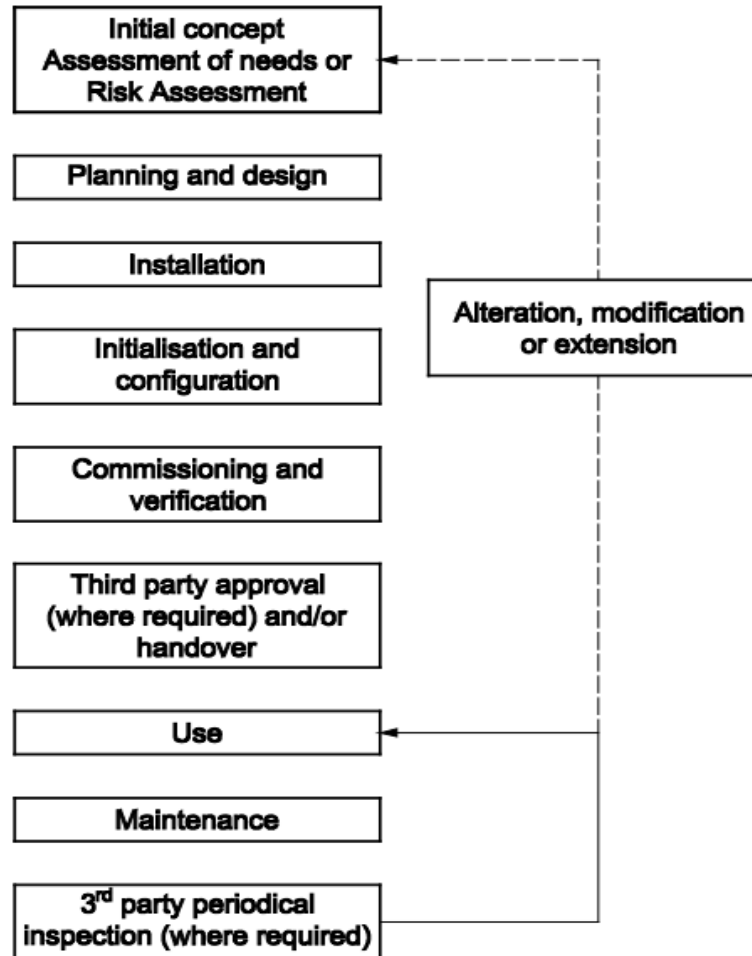 Initial concept
Assessment of needs or
Risk Assessment
Planning and design
Installation
Alteration, modification
or extension
Initialisation and
configuration
Commissioning and
verification
Third party approval
(where required) and/or
handover
Use
Maintenance
3rd party periodical
inspection (where required)